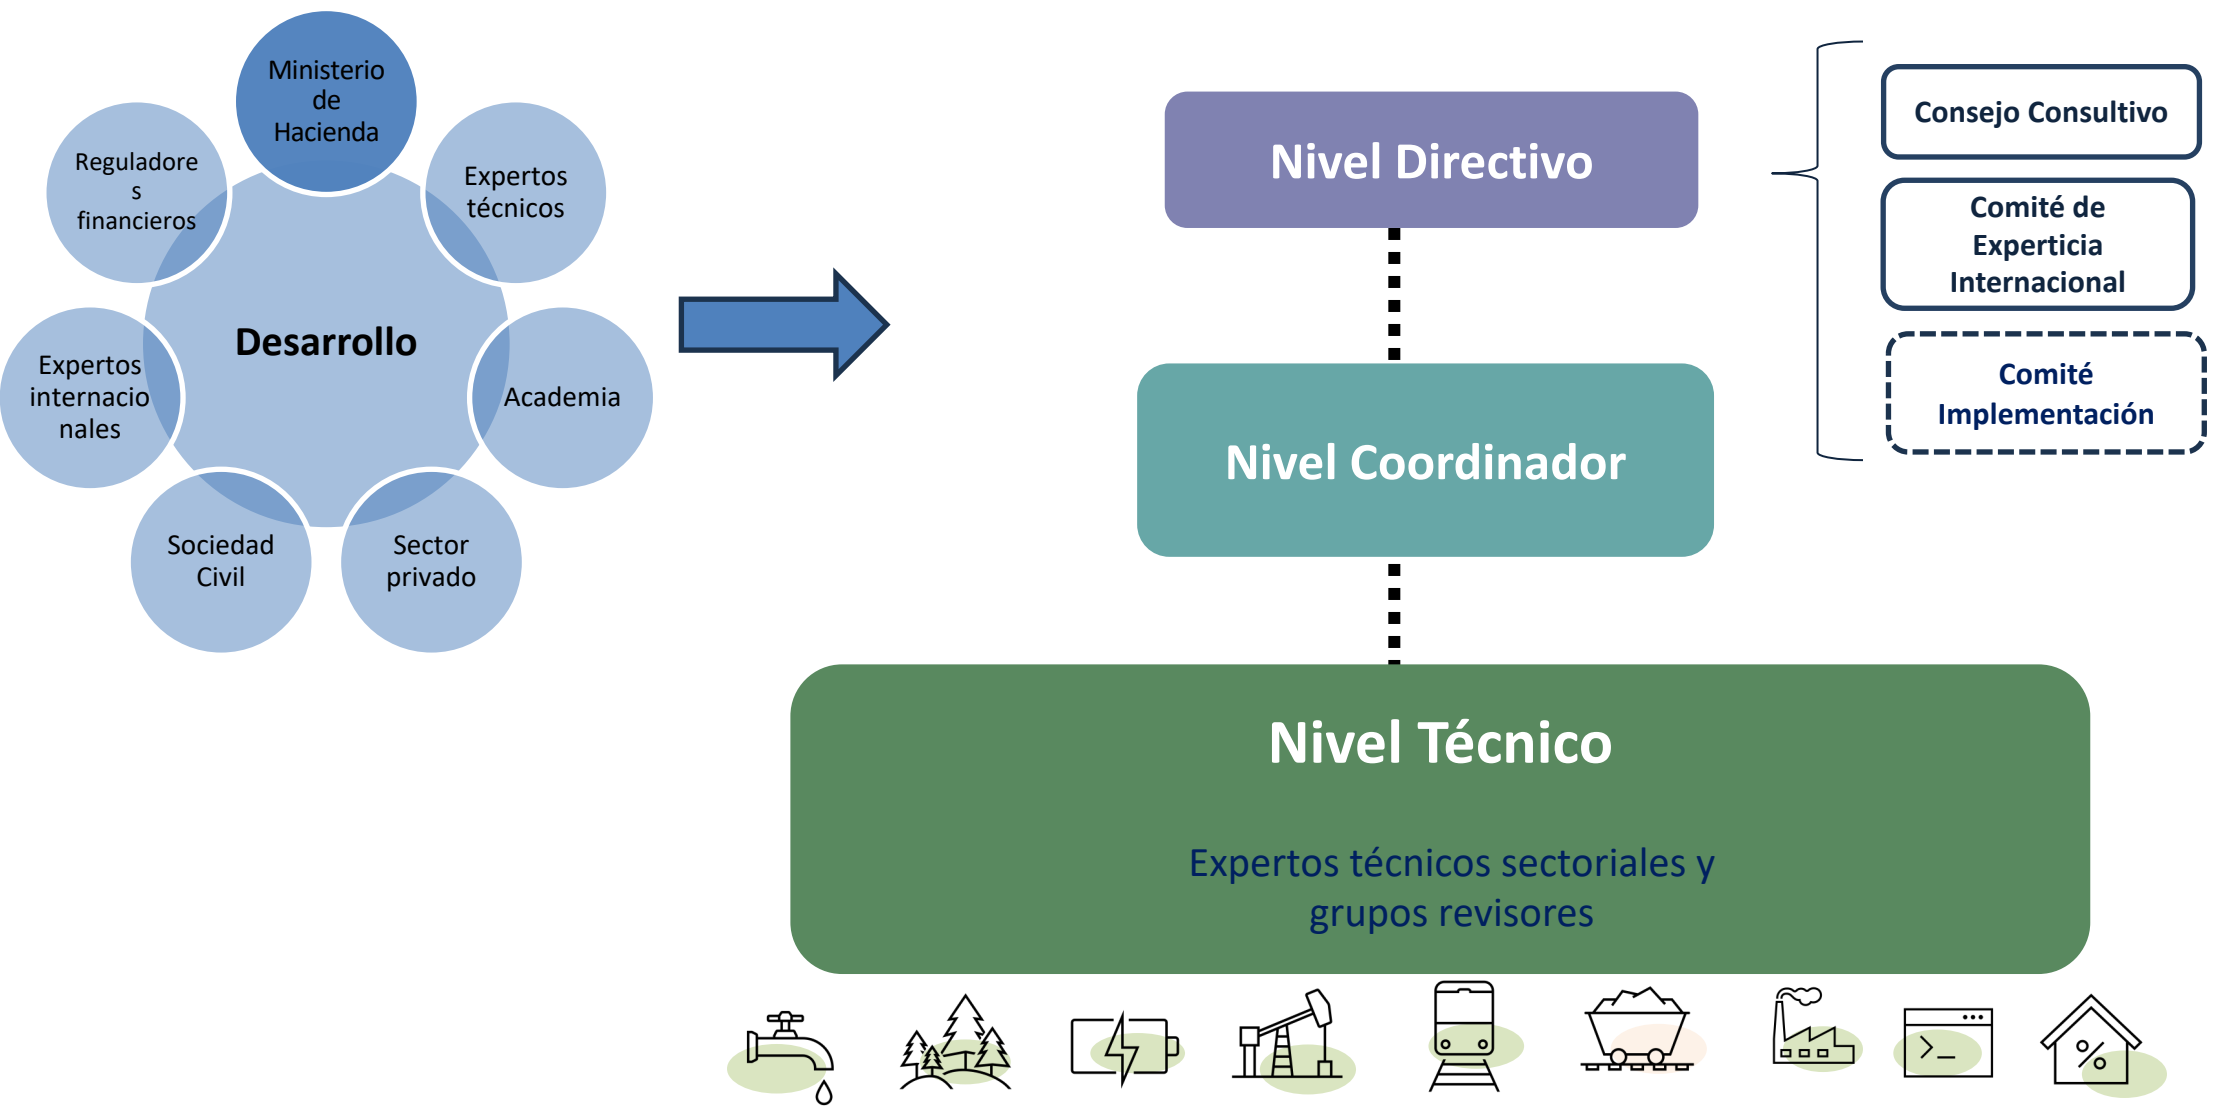 Ministerio
de
Hacienda
Expertos
técnicos
Academia
Sector
privado
Sociedad
Civil
Expertos
internacio
nales
Reguladore
s
financieros
Desarrollo
Nivel Directivo
Nivel Coordinador
Nivel Técnico
Expertos técnicos sectoriales y
grupos revisores
Consejo Consultivo
Comité de
Experticia
Internacional
Comité
Implementación